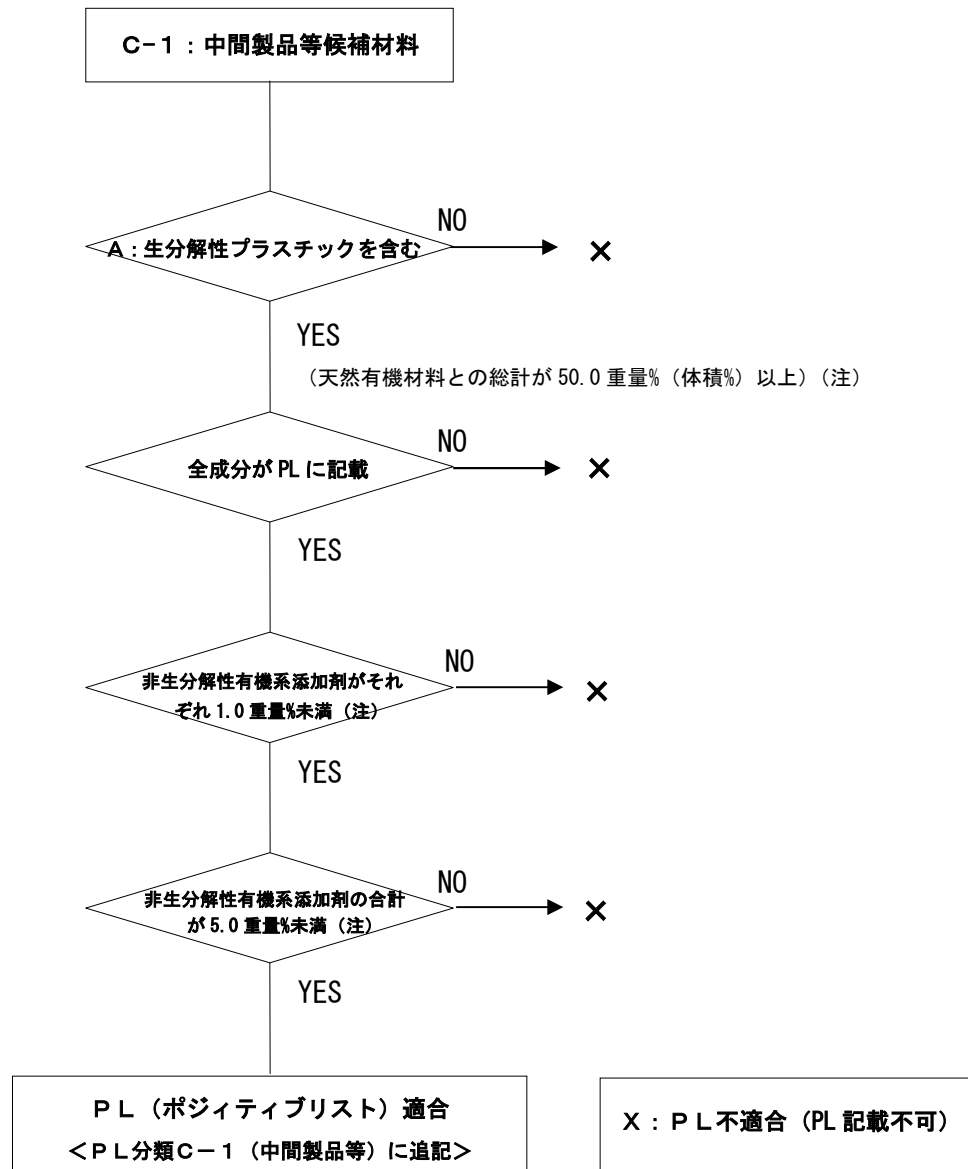 C-1：中間製品等候補材料
NO
A：生分解性プラスチックを含む
×
YES
（天然有機材料との総計が 50.0 重量%（体積%）以上）（注）
NO
全成分が PL に記載
×
YES
NO
非生分解性有機系添加剤がそれ
ぞれ 1.0 重量%未満（注）
×
YES
NO
非生分解性有機系添加剤の合計
が 5.0 重量%未満（注）
×
YES
ＰＬ（ポジィティブリスト）適合
＜ＰＬ分類Ｃ－１（中間製品等）に追記＞
X：ＰＬ不適合（PL 記載不可）